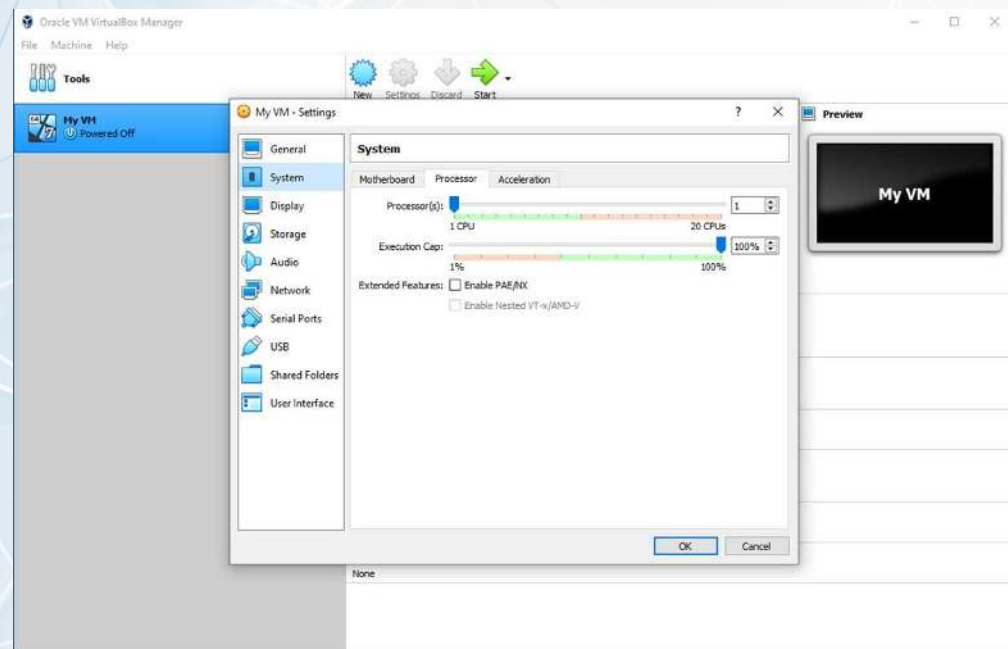 Oracle VM VirtualBox Manager
File Machine Help
Tools
New Settings Discard Start
My VM
Powered Off
Preview
My VM
My VM - Settings
General
System
Display
Storage
Audio
Network
Serial Ports
USB
Shared Folders
User Interface
System
Motherboard Processor Acceleration
Processor(s): 1
1 CPU 20 CPUs
Execution Cap: 100%
1% 100%
Extended Features: Enable PAE/NX
Enable Nested VT-x/AMD-V
OK Cancel
None